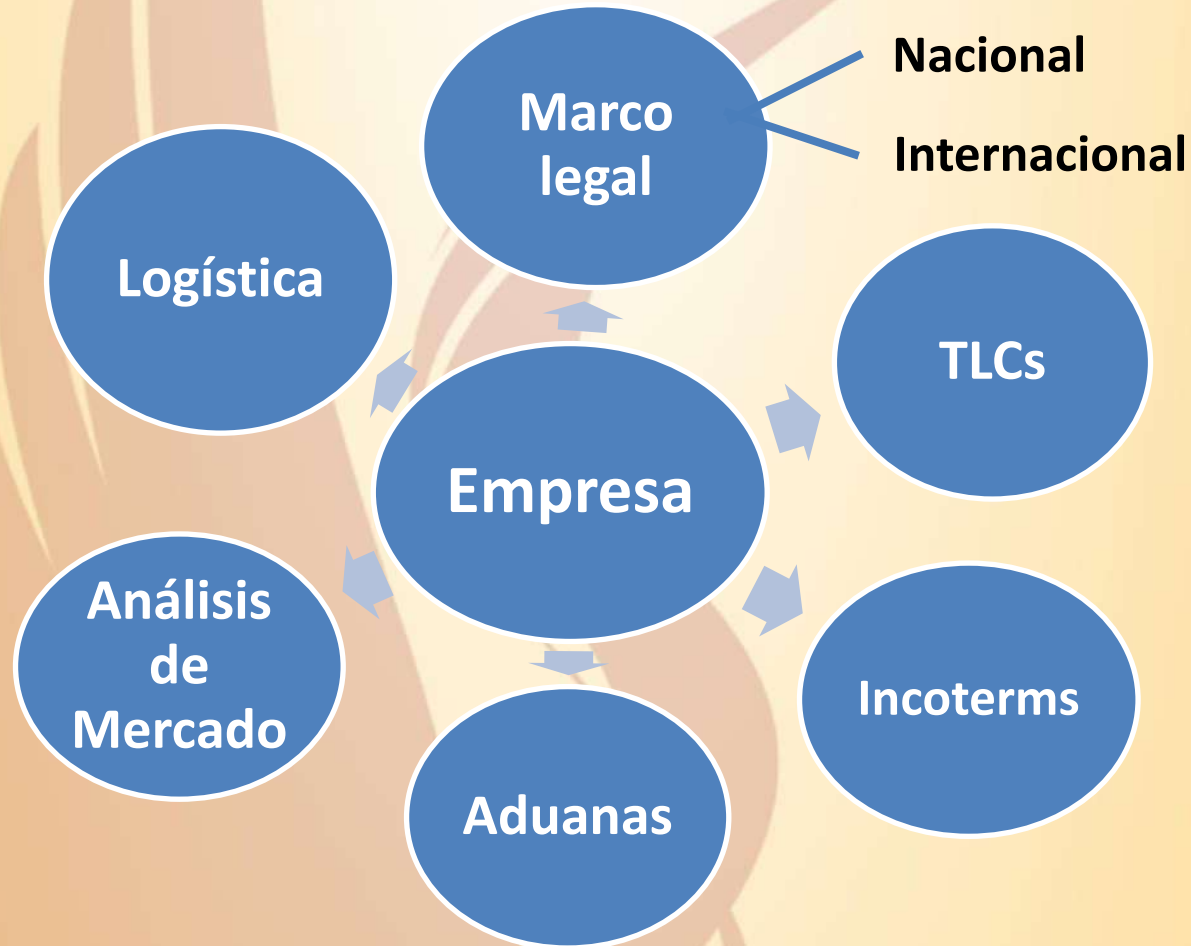 Marco
legal
Nacional
Internacional
Logística
TLCs
Empresa
Análisis
de
Mercado
Incoterms
Aduanas